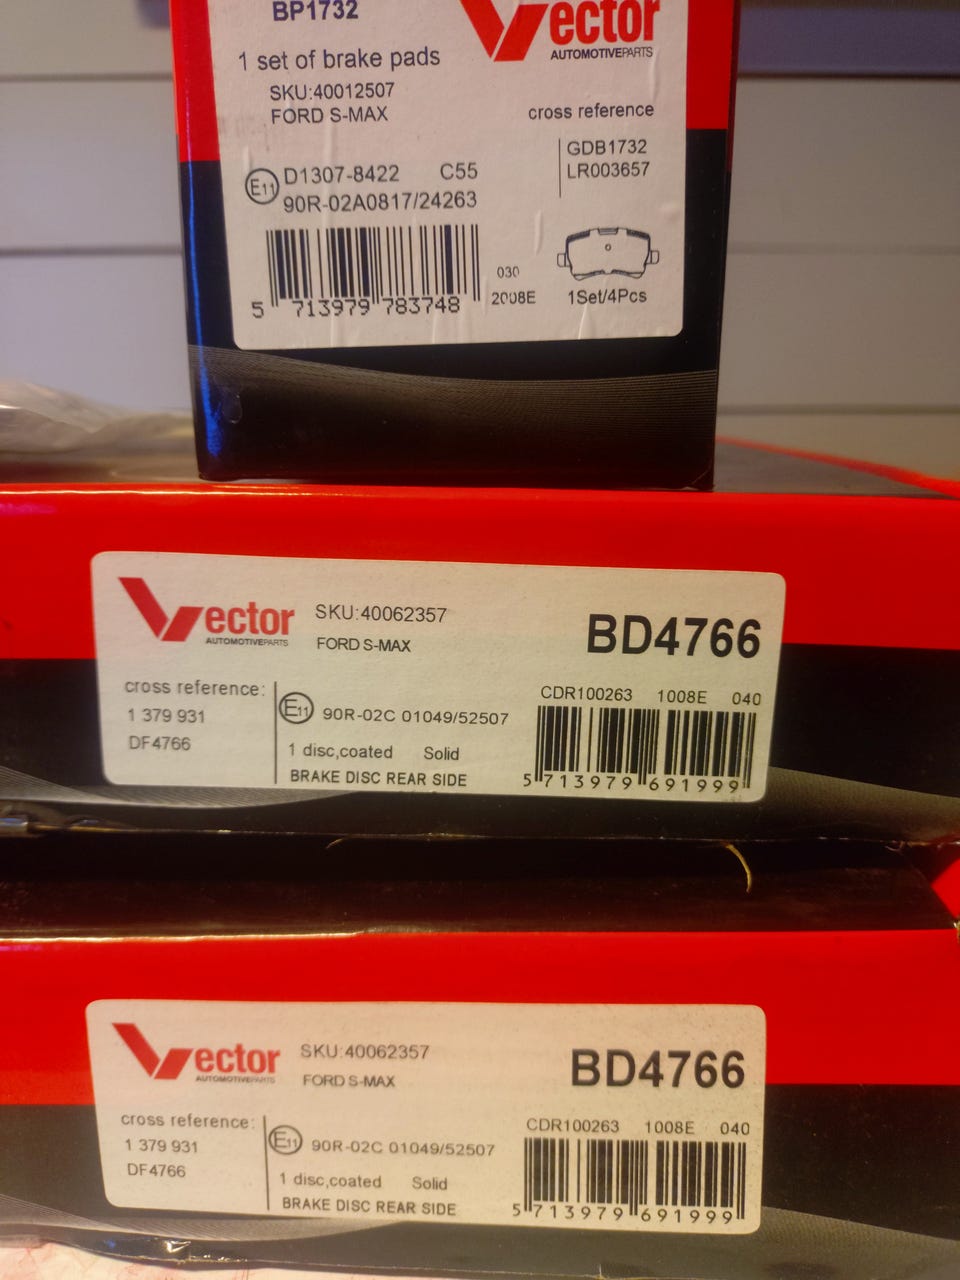 BP1732
Vector
AUTOMOTIVEPARTS
1 set of brake pads
SKU:40012507
FORD S-MAX
cross reference
GDB1732
LR003657
E11
D1307-8422 C55
90R-02A0817/24263
5 713979 783748
030
2008E
1Set/4Pcs
Vector
AUTOMOTIVEPARTS
SKU:40062357
FORD S-MAX
BD4766
cross reference:
1 379 931
DF4766
E11
90R-02C 01049/52507
1 disc,coated Solid
BRAKE DISC REAR SIDE
CDR100263 1008E 040
5 713979 691999
Vector
AUTOMOTIVEPARTS
SKU:40062357
FORD S-MAX
BD4766
cross reference:
1 379 931
DF4766
E11
90R-02C 01049/52507
1 disc,coated Solid
BRAKE DISC REAR SIDE
CDR100263 1008E 040
5 713979 691999